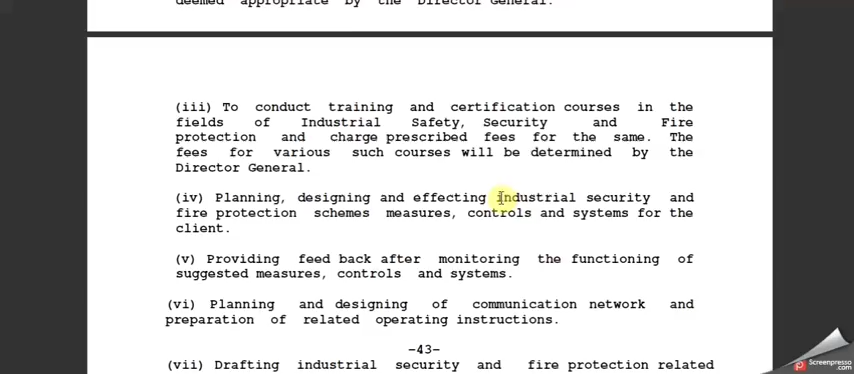 deemed appropriate by the Director General.
(iii) To conduct training and certification courses in the
fields of Industrial Safety, Security and Fire
protection and charge prescribed fees for the same. The
fees for various such courses will be determined by the
Director General.
(iv) Planning, designing and effecting industrial security and
fire protection schemes measures, controls and systems for the
client.
(v) Providing feed back after monitoring the functioning of
suggested measures, controls and systems.
(vi) Planning and designing of communication network and
preparation of related operating instructions.
-43-
(vii) Drafting industrial security and fire protection related
Screenpresso
.com